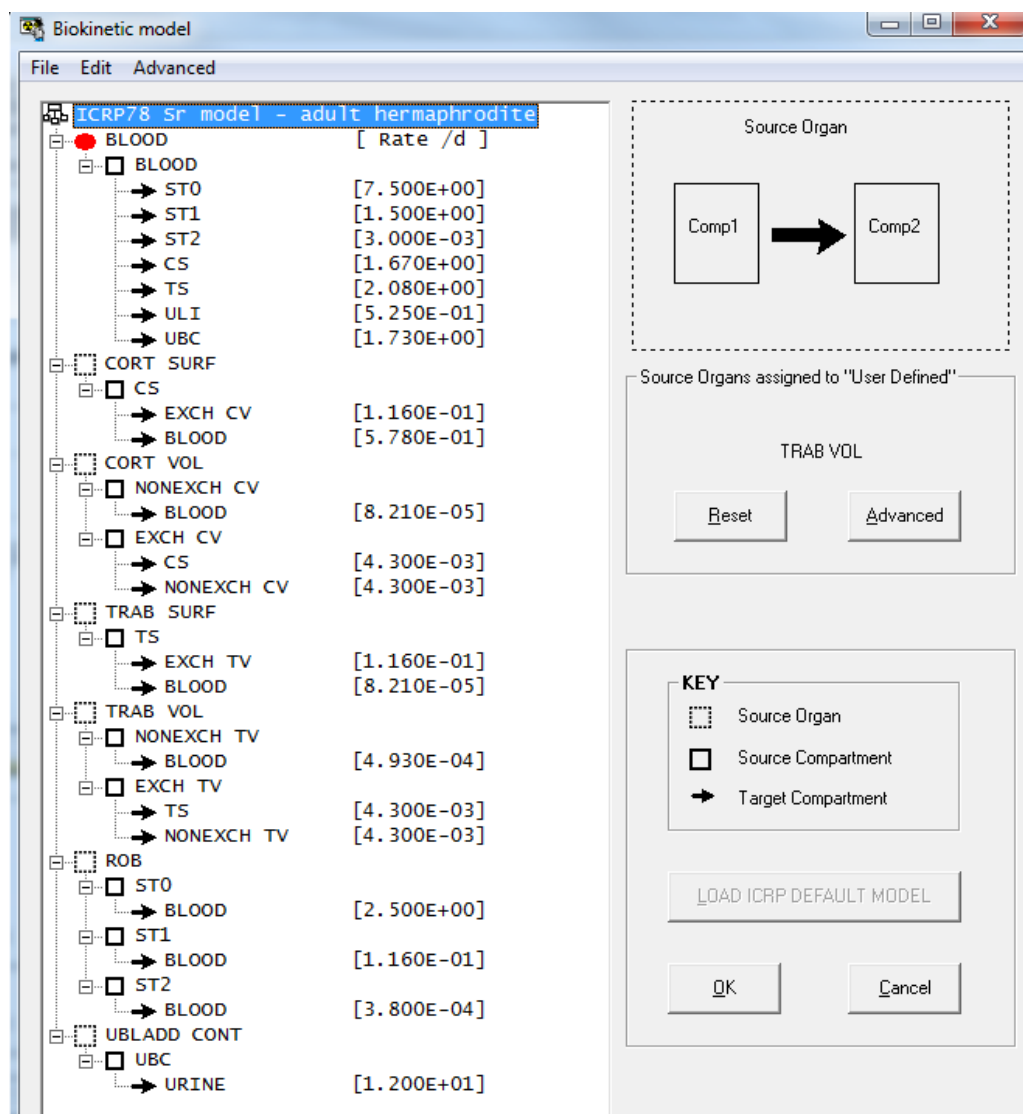 Biokinetic model
File Edit Advanced
ICRP78 Sr model - adult hermaphrodite
BLOOD [ Rate /d ]
BLOOD
ST0 [7.500E+00]
ST1 [1.500E+00]
ST2 [3.000E-03]
CS [1.670E+00]
TS [2.080E+00]
ULI [5.250E-01]
UBC [1.730E+00]
CORT SURF
CS
EXCH CV [1.160E-01]
BLOOD [5.780E-01]
CORT VOL
NONEXCH CV
BLOOD [8.210E-05]
EXCH CV
CS [4.300E-03]
NONEXCH CV [4.300E-03]
TRAB SURF
TS
EXCH TV [1.160E-01]
BLOOD [8.210E-05]
TRAB VOL
NONEXCH TV
BLOOD [4.930E-04]
EXCH TV
TS [4.300E-03]
NONEXCH TV [4.300E-03]
ROB
ST0
BLOOD [2.500E+00]
ST1
BLOOD [1.160E-01]
ST2
BLOOD [3.800E-04]
UBLADD CONT
UBC
URINE [1.200E+01]
Source Organ
Comp1 Comp2
Source Organs assigned to "User Defined"
TRAB VOL
Reset Advanced
KEY
Source Organ
Source Compartment
Target Compartment
LOAD ICRP DEFAULT MODEL
OK Cancel